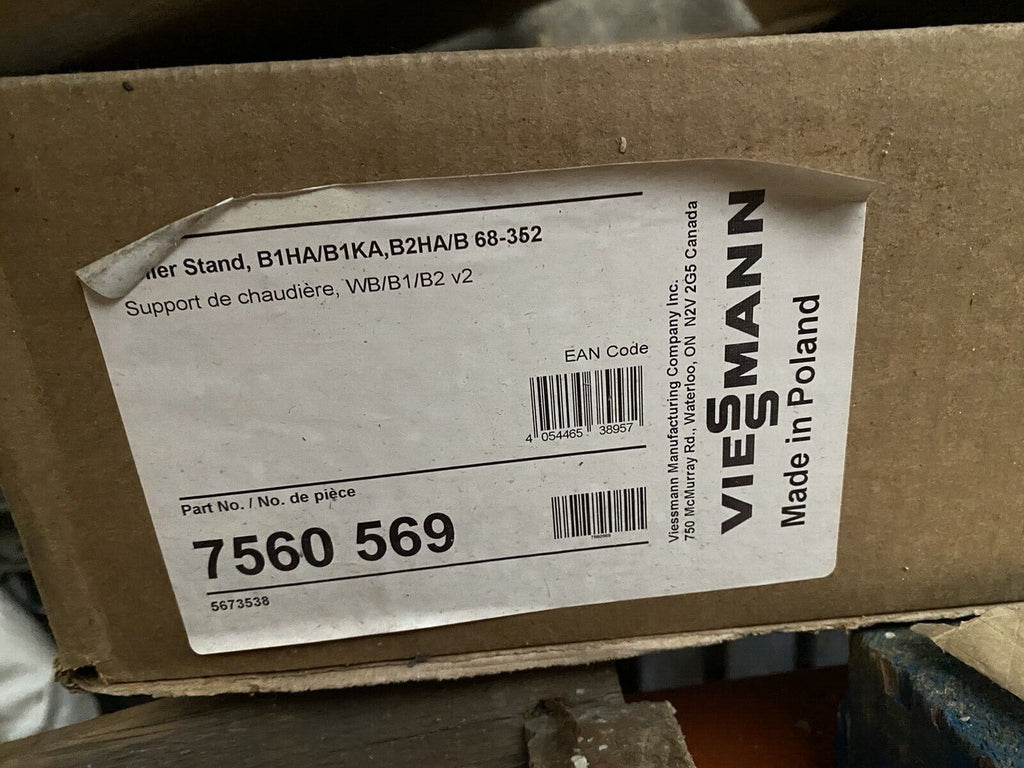 Stand, B1HA/B1KA,B2HA/B 68-352
Support de chaudière, WB/B1/B2 v2
EAN Code
4 054465 38957
Part No. / No. de pièce
7560 569
5673538
Viessmann Manufacturing Company Inc.
750 McMurray Rd., Waterloo, ON N2V 2G5 Canada
VIESSMANN
Made in Poland